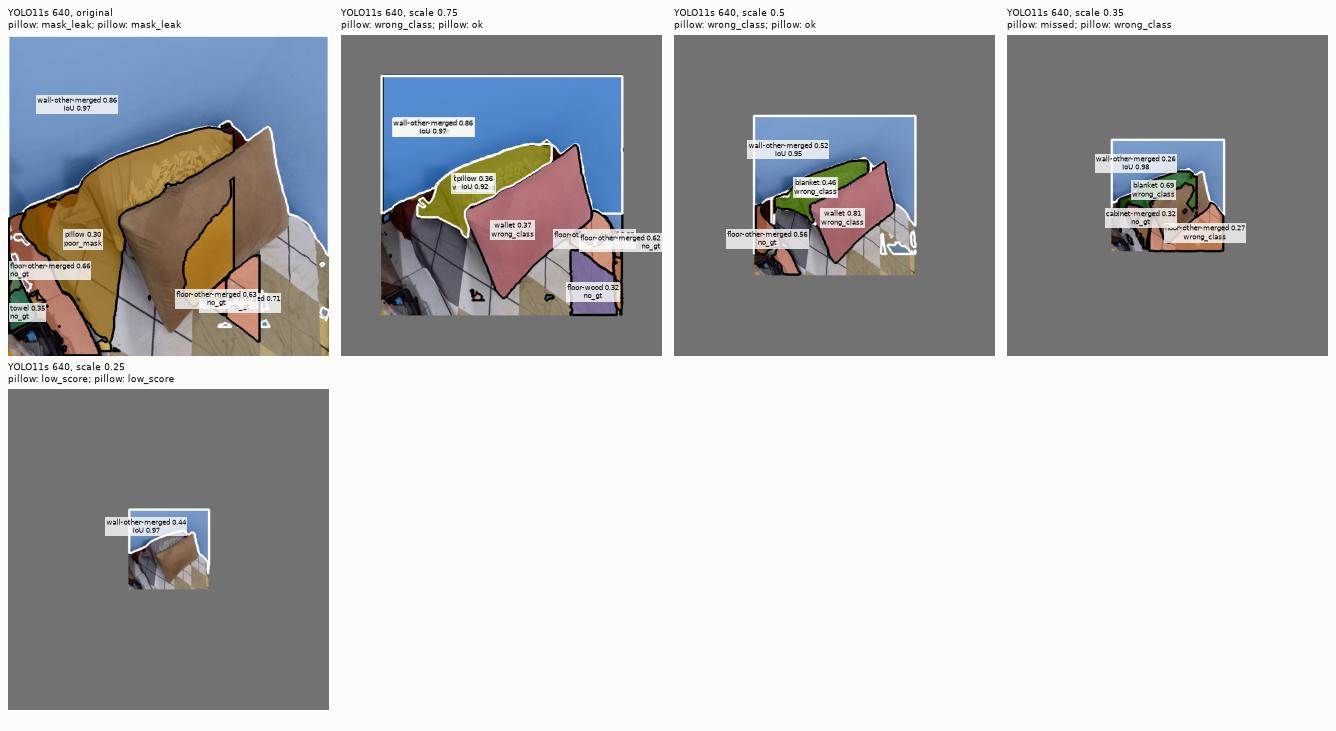 YOLO11s 640, original
pillow: mask_leak; pillow: mask_leak
wall-other-merged 0.86
IoU 0.97
pillow 0.30
poor_mask
floor-other-merged 0.66
no_gt
towel 0.35
no_gt
floor-other-merged 0.63
no_gt
0.71
YOLO11s 640, scale 0.75
pillow: wrong_class; pillow: ok
wall-other-merged 0.86
IoU 0.97
pillow 0.36
IoU 0.92
wallet 0.37
wrong_class
floor-other-merged 0.62
no_gt
floor-wood 0.32
no_gt
YOLO11s 640, scale 0.5
pillow: wrong_class; pillow: ok
wall-other-merged 0.52
IoU 0.95
blanket 0.46
wrong_class
wallet 0.81
wrong_class
floor-other-merged 0.56
no_gt
YOLO11s 640, scale 0.35
pillow: missed; pillow: wrong_class
wall-other-merged 0.26
IoU 0.98
blanket 0.69
wrong_class
cabinet-merged 0.32
no_gt
floor-other-merged 0.27
wrong_class
YOLO11s 640, scale 0.25
pillow: low_score; pillow: low_score
wall-other-merged 0.44
IoU 0.97